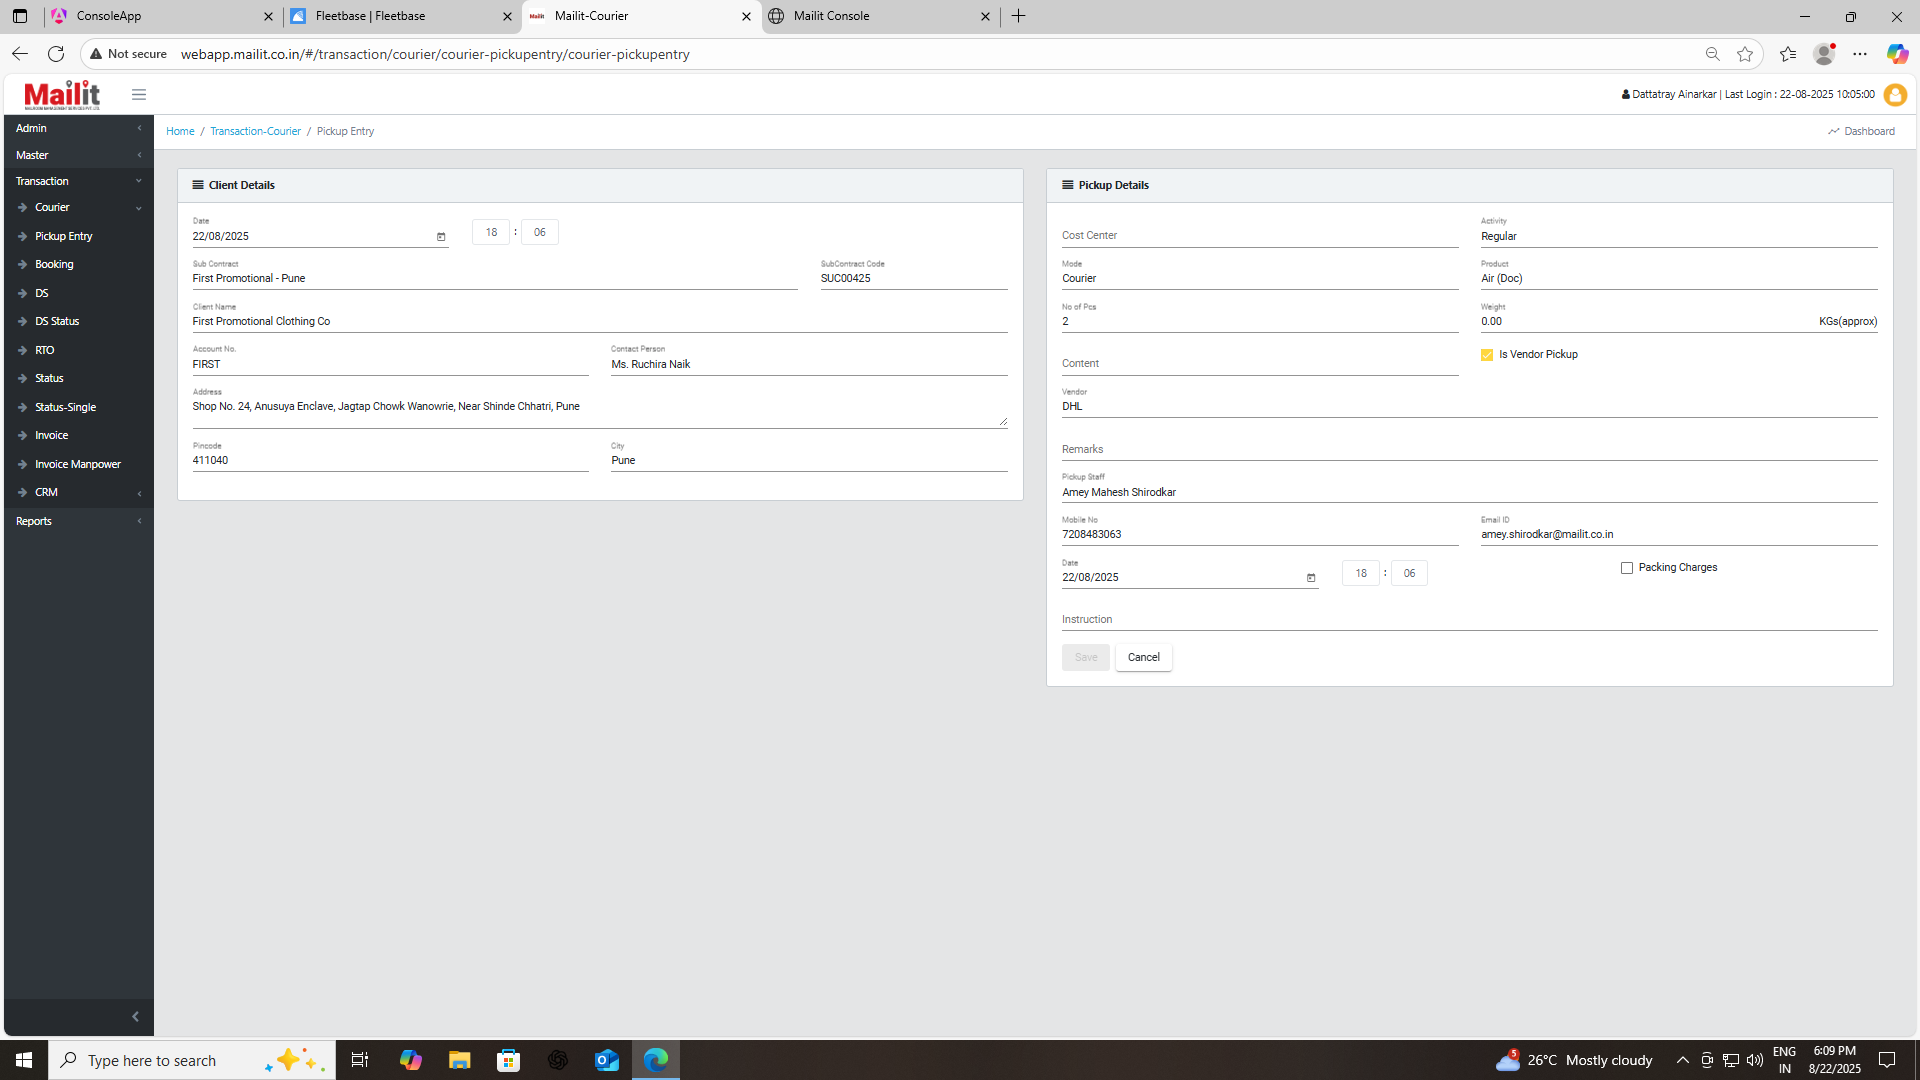 ConsoleApp
Fleetbase | Fleetbase
Mailit
Mailit-Courier
Mailit Console
Not secure
webapp.mailit.co.in/#/transaction/courier/courier-pickupentry/courier-pickupentry
Mailit
Dattatray Ainarkar | Last Login : 22-08-2025 10:05:00
Admin
Master
Transaction
Courier
Pickup Entry
Booking
DS
DS Status
RTO
Status
Status-Single
Invoice
Invoice Manpower
CRM
Reports
Home / Transaction-Courier / Pickup Entry
Dashboard
Client Details
Date
22/08/2025
18 : 06
Sub Contract
First Promotional - Pune
SubContract Code
SUC00425
Client Name
First Promotional Clothing Co
Account No.
FIRST
Contact Person
Ms. Ruchira Naik
Address
Shop No. 24, Anusuya Enclave, Jagtap Chowk Wanowrie, Near Shinde Chhatri, Pune
Pincode
411040
City
Pune
Pickup Details
Cost Center
Activity
Regular
Mode
Courier
Product
Air (Doc)
No of Pcs
2
Weight
0.00
KGs(approx)
Content
Is Vendor Pickup
Vendor
DHL
Remarks
Pickup Staff
Amey Mahesh Shirodkar
Mobile No
7208483063
Email ID
amey.shirodkar@mailit.co.in
Date
22/08/2025
18 : 06
Packing Charges
Instruction
Save
Cancel
Type here to search
5
26°C Mostly cloudy
ENG
IN
6:09 PM
8/22/2025